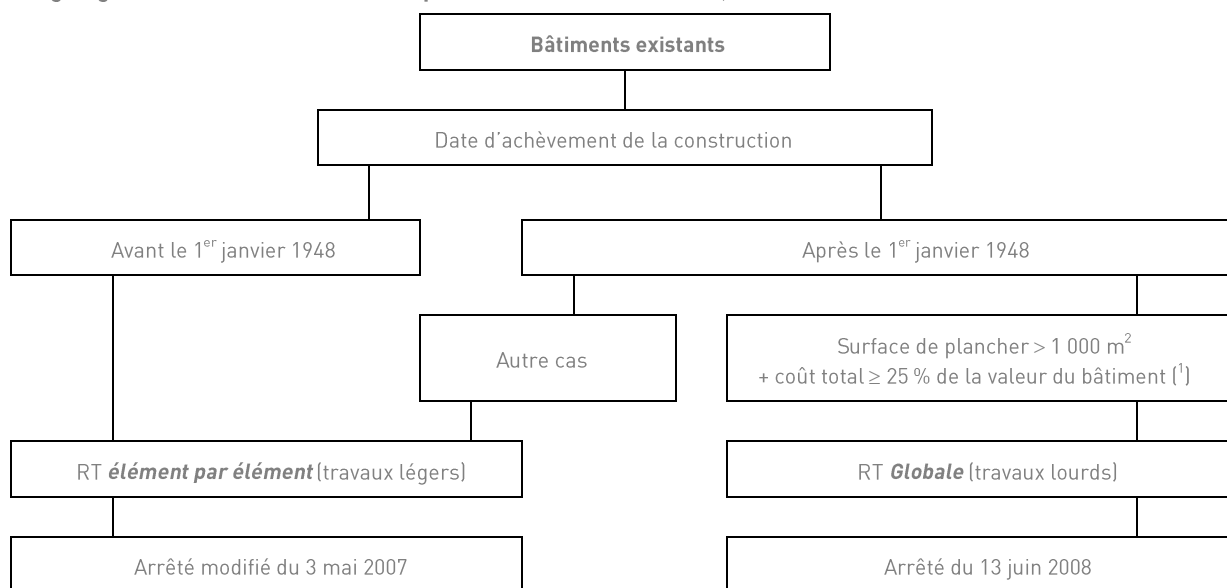 Bâtiments existants
Date d'achèvement de la construction
Avant le 1er janvier 1948
Après le 1er janvier 1948
Autre cas
Surface de plancher > 1 000 m2
+ coût total ≥ 25 % de la valeur du bâtiment (1)
RT élément par élément (travaux légers)
RT Globale (travaux lourds)
Arrêté modifié du 3 mai 2007
Arrêté du 13 juin 2008